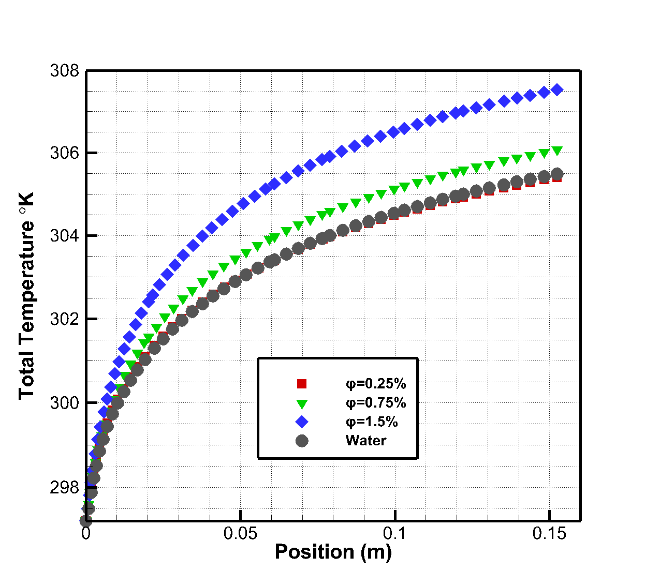 308
306
304
302
300
298
Total Temperature °K
φ=0.25%
φ=0.75%
φ=1.5%
Water
0
0.05
0.1
0.15
Position (m)